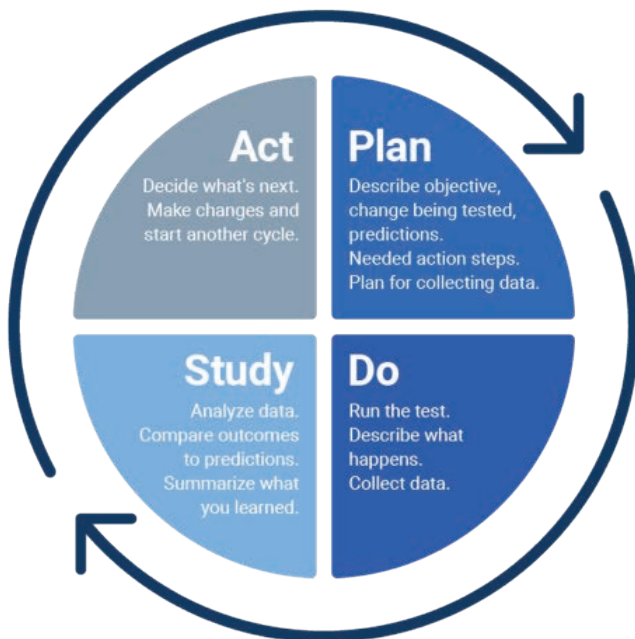 Act
Decide what's next.
Make changes and
start another cycle.
Plan
Describe objective,
change being tested,
predictions.
Needed action steps.
Plan for collecting data.
Study
Analyze data.
Compare outcomes
to predictions.
Summarize what
you learned.
Do
Run the test.
Describe what
happens.
Collect data.